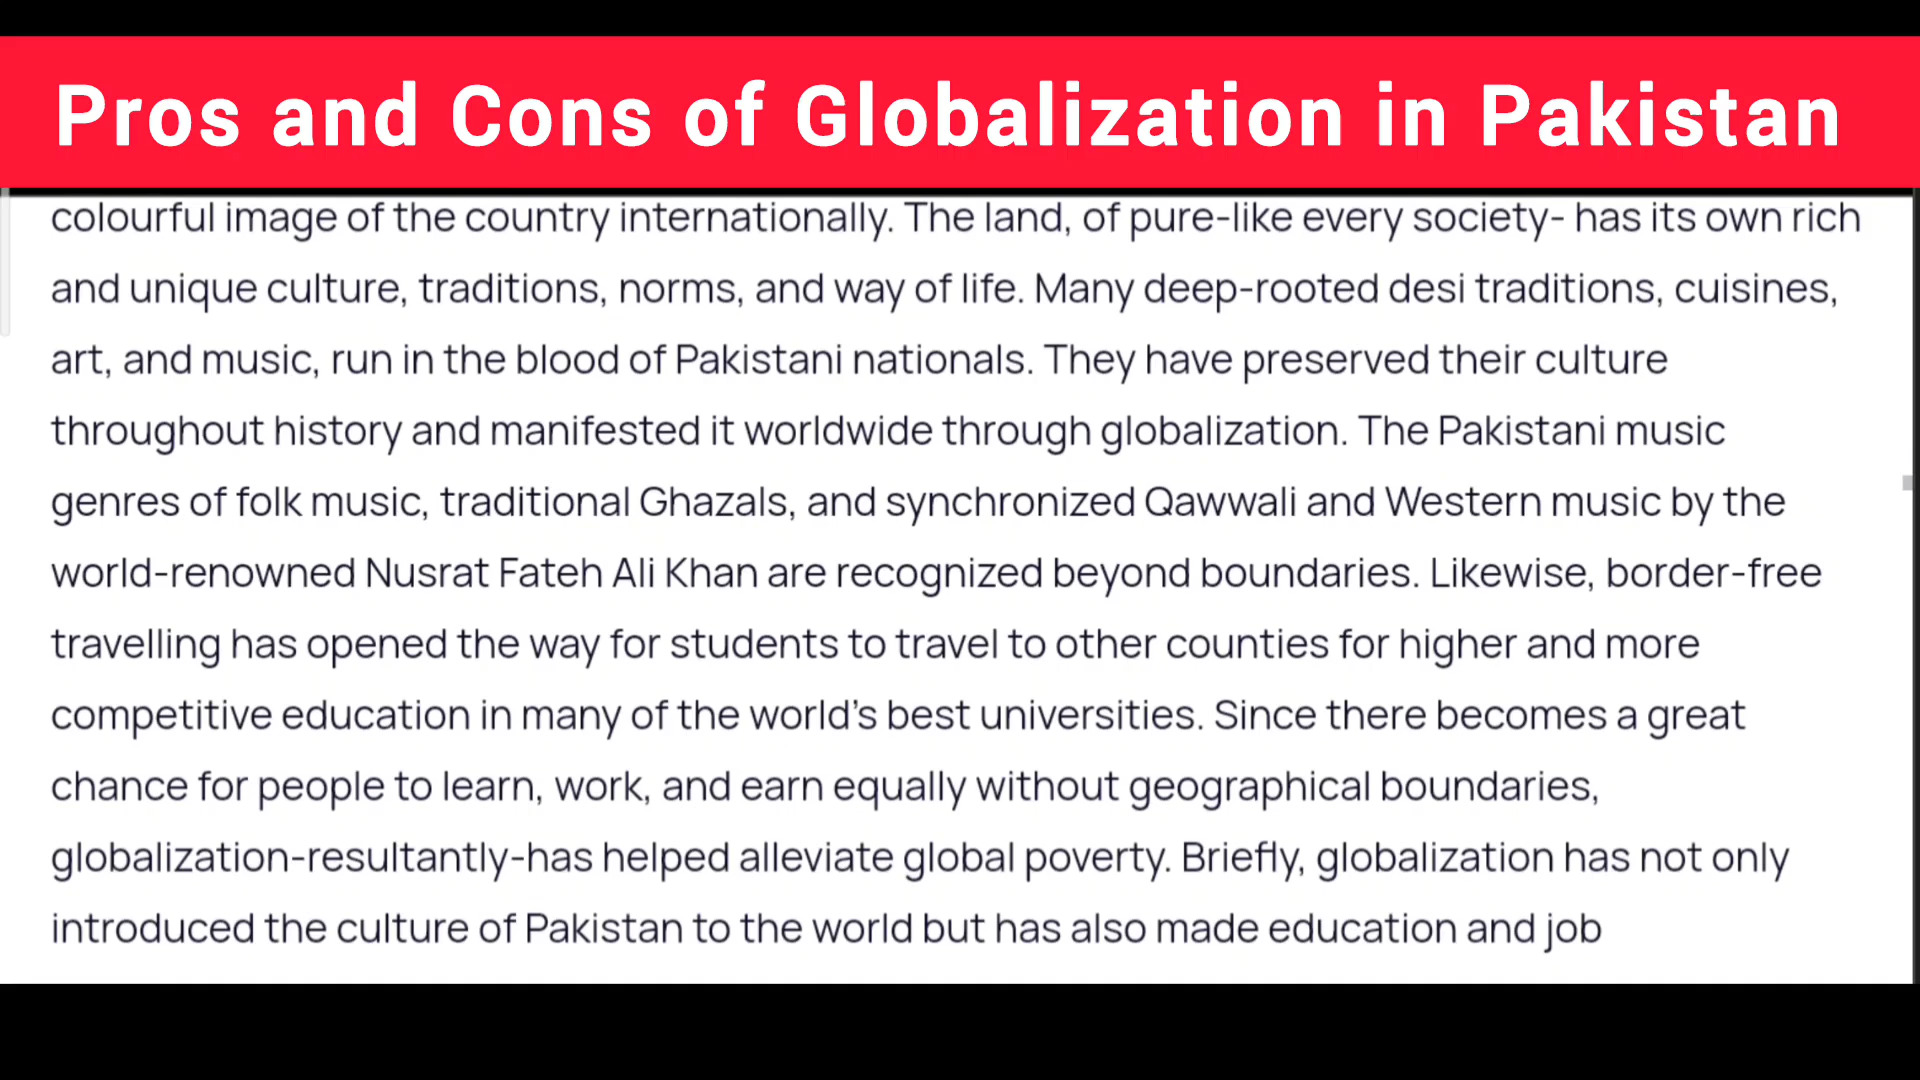 Pros and Cons of Globalization in Pakistan
colourful image of the country internationally. The land, of pure-like every society- has its own rich
and unique culture, traditions, norms, and way of life. Many deep-rooted desi traditions, cuisines,
art, and music, run in the blood of Pakistani nationals. They have preserved their culture
throughout history and manifested it worldwide through globalization. The Pakistani music
genres of folk music, traditional Ghazals, and synchronized Qawwali and Western music by the
world-renowned Nusrat Fateh Ali Khan are recognized beyond boundaries. Likewise, border-free
travelling has opened the way for students to travel to other counties for higher and more
competitive education in many of the world's best universities. Since there becomes a great
chance for people to learn, work, and earn equally without geographical boundaries,
globalization-resultantly-has helped alleviate global poverty. Briefly, globalization has not only
introduced the culture of Pakistan to the world but has also made education and job